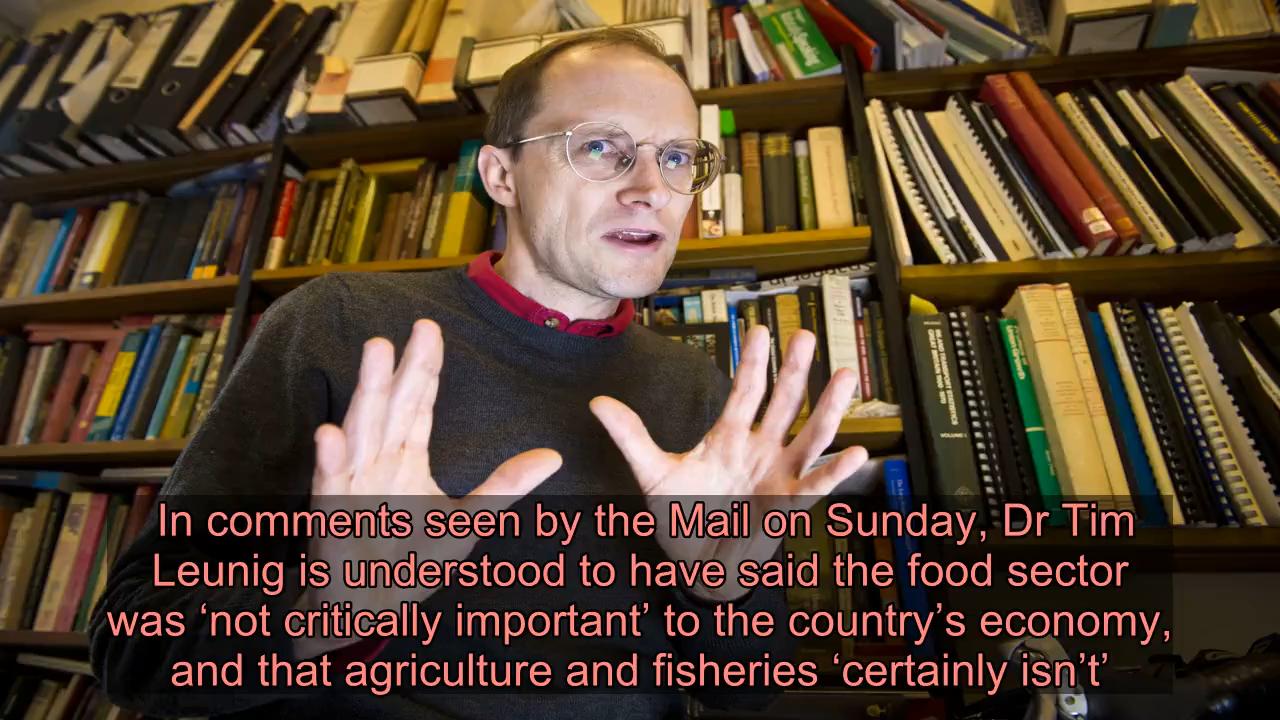 In comments seen by the Mail on Sunday, Dr Tim
Leunig is understood to have said the food sector
was ‘not critically important’ to the country’s economy,
and that agriculture and fisheries ‘certainly isn’t’
VOLUME I